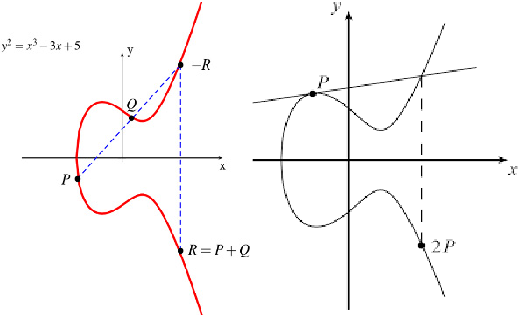 y² = x³ − 3x + 5
y
−R
Q
x
P
R = P + Q
y
P
x
2P